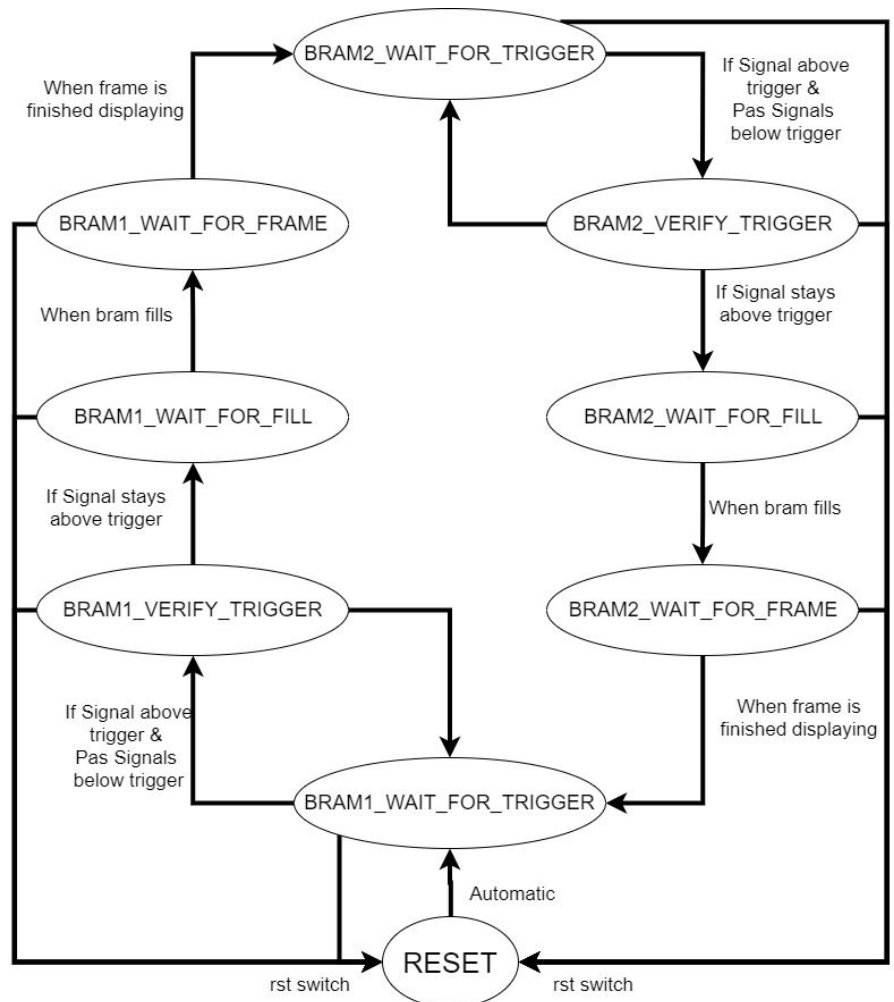 BRAM2_WAIT_FOR_TRIGGER
When frame is
finished displaying
If Signal above
trigger &
Pas Signals
below trigger
BRAM1_WAIT_FOR_FRAME
BRAM2_VERIFY_TRIGGER
When bram fills
If Signal stays
above trigger
BRAM1_WAIT_FOR_FILL
BRAM2_WAIT_FOR_FILL
If Signal stays
above trigger
When bram fills
BRAM1_VERIFY_TRIGGER
BRAM2_WAIT_FOR_FRAME
If Signal above
trigger &
Pas Signals
below trigger
When frame is
finished displaying
BRAM1_WAIT_FOR_TRIGGER
Automatic
RESET
rst switch
rst switch